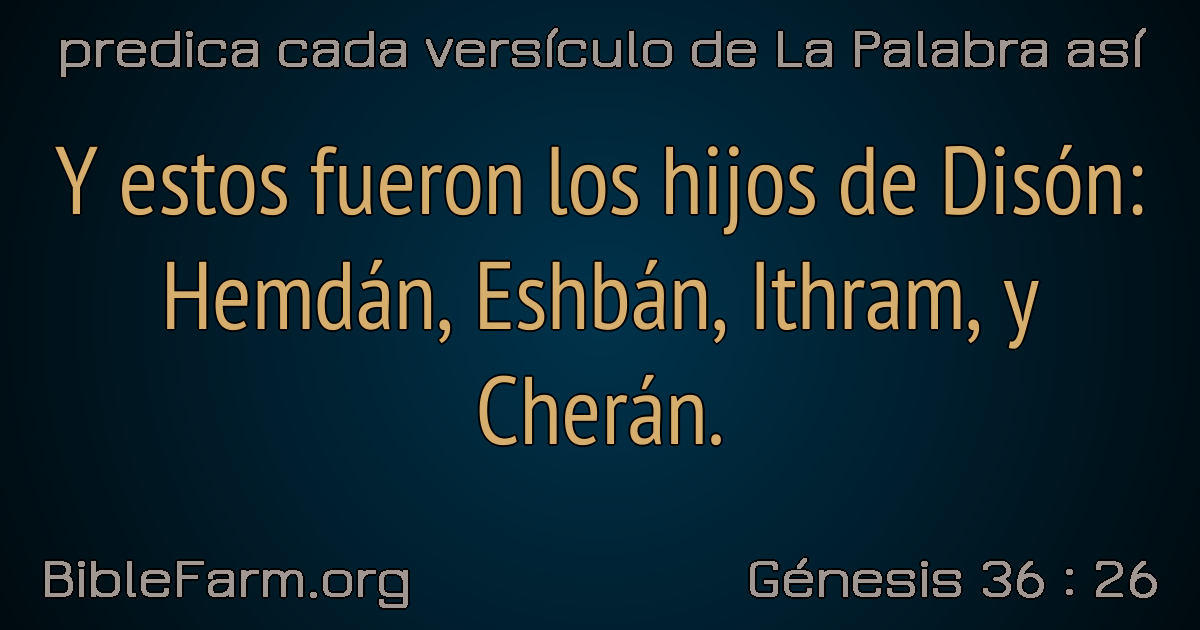 predica cada versículo de La Palabra así
Y estos fueron los hijos de Disón:
Hemdán, Eshbán, Ithram, y
Cherán.
BibleFarm.org
Génesis 36 : 26